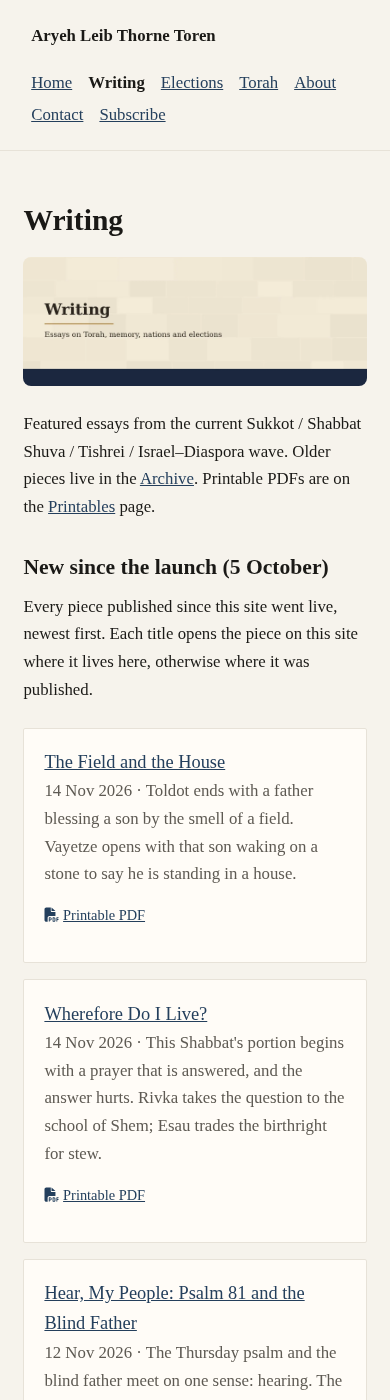 Aryeh Leib Thorne Toren
Home Writing Elections Torah About
Contact Subscribe
Writing
Writing
Essays on Torah, memory, nations and elections
Featured essays from the current Sukkot / Shabbat
Shuva / Tishrei / Israel–Diaspora wave. Older
pieces live in the Archive. Printable PDFs are on
the Printables page.
New since the launch (5 October)
Every piece published since this site went live,
newest first. Each title opens the piece on this site
where it lives here, otherwise where it was
published.
The Field and the House
14 Nov 2026 · Toldot ends with a father
blessing a son by the smell of a field.
Vayetze opens with that son waking on a
stone to say he is standing in a house.
PDF Printable PDF
Wherefore Do I Live?
14 Nov 2026 · This Shabbat's portion begins
with a prayer that is answered, and the
answer hurts. Rivka takes the question to the
school of Shem; Esau trades the birthright
for stew.
PDF Printable PDF
Hear, My People: Psalm 81 and the
Blind Father
12 Nov 2026 · The Thursday psalm and the
blind father meet on one sense: hearing. The